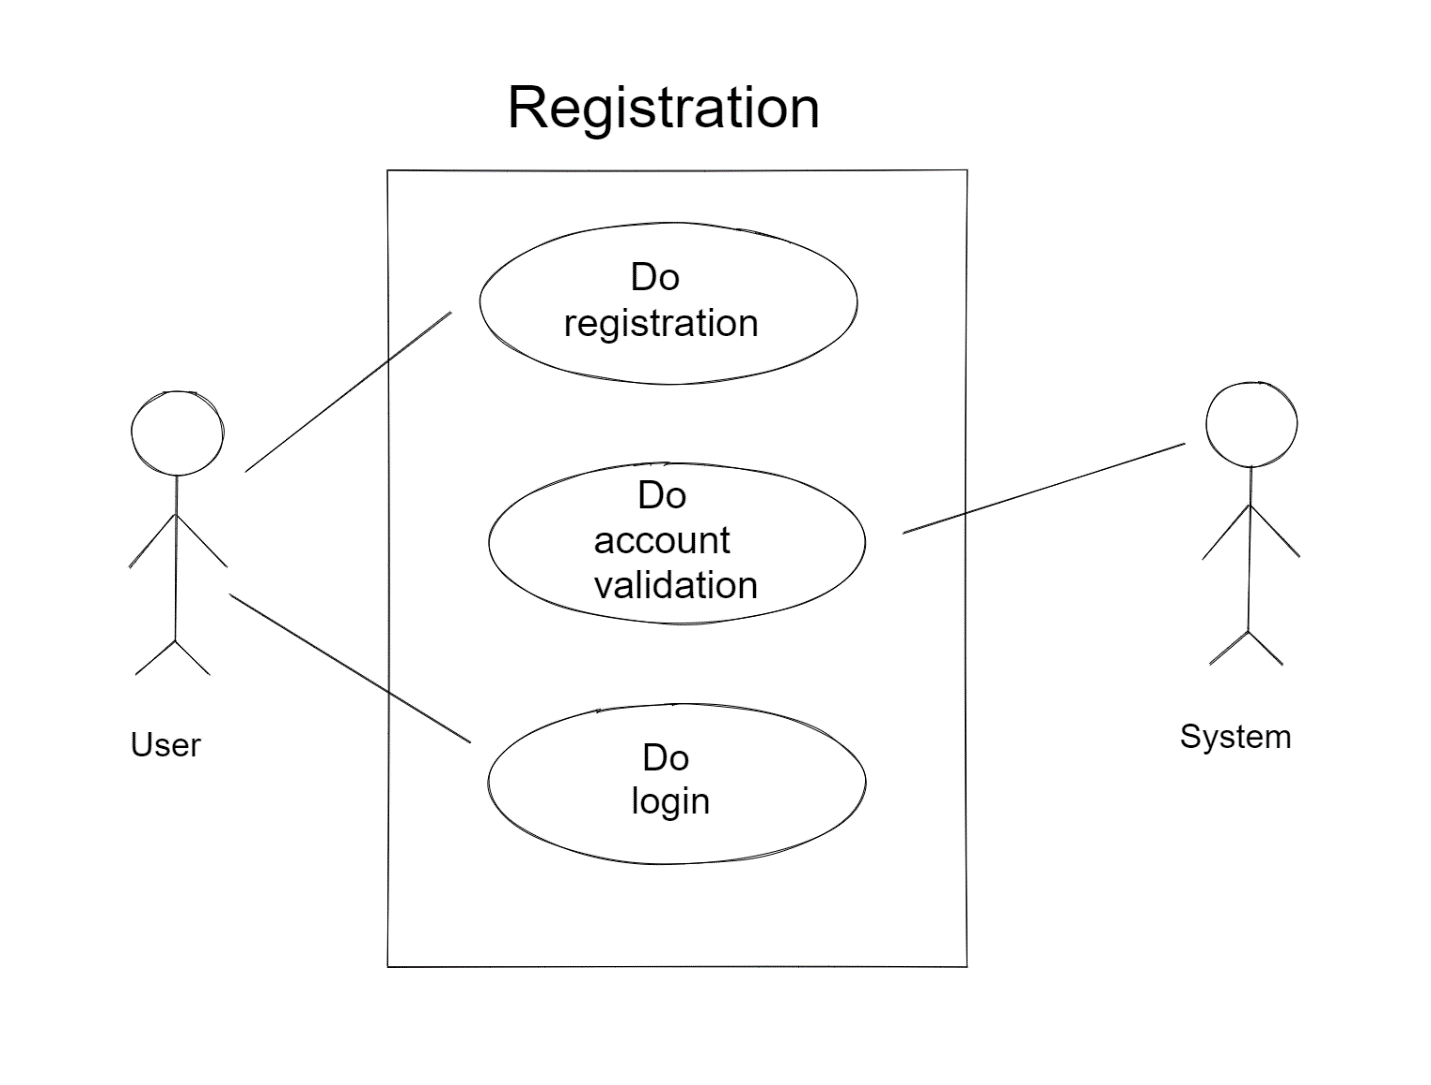 Registration
Do
registration
Do
account
validation
Do
login
User
System